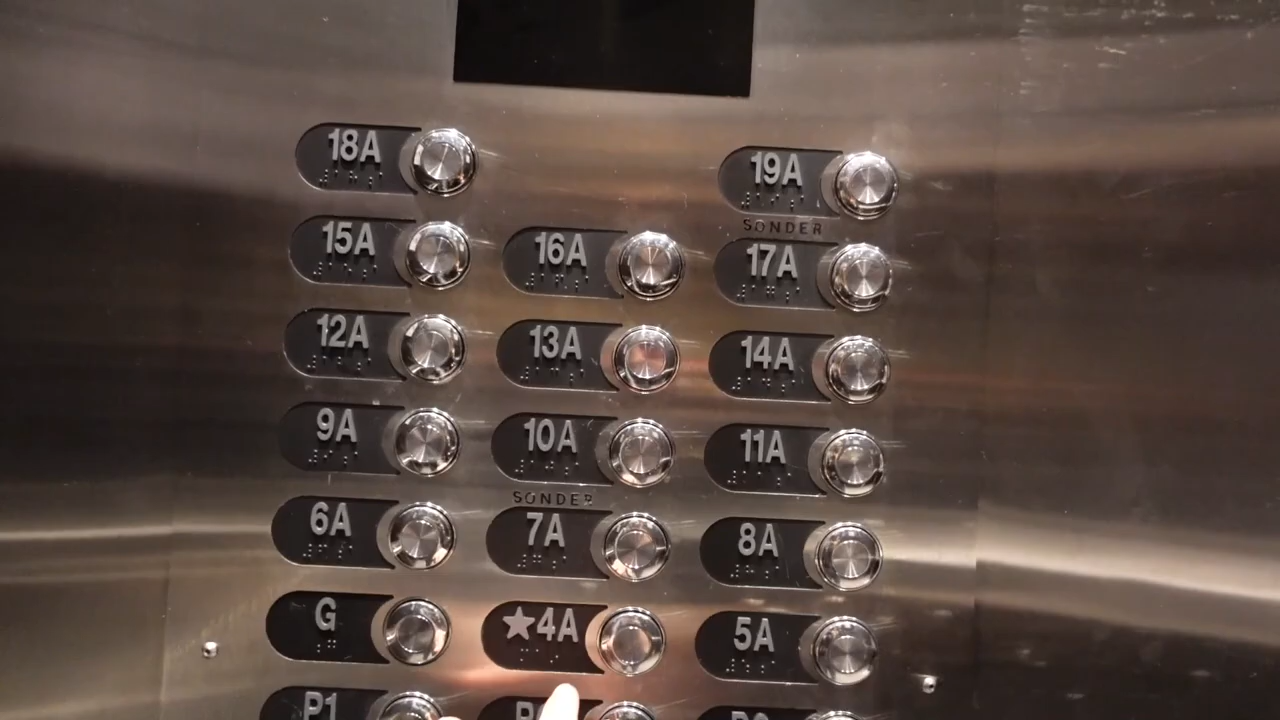 18A 19A
SONDER
15A 16A 17A
12A 13A 14A
9A 10A 11A
SONDER
6A 7A 8A
G ★4A 5A
P1